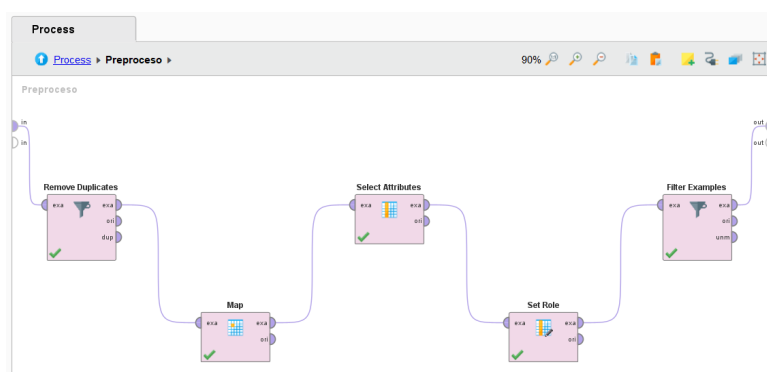 Process
Process ▸ Preproceso ▸
90%
Preproceso
in
in
out
out
Remove Duplicates
exa exa
ori
dup
Map
exa exa
ori
Select Attributes
exa exa
ori
Set Role
exa exa
ori
Filter Examples
exa exa
ori
unm